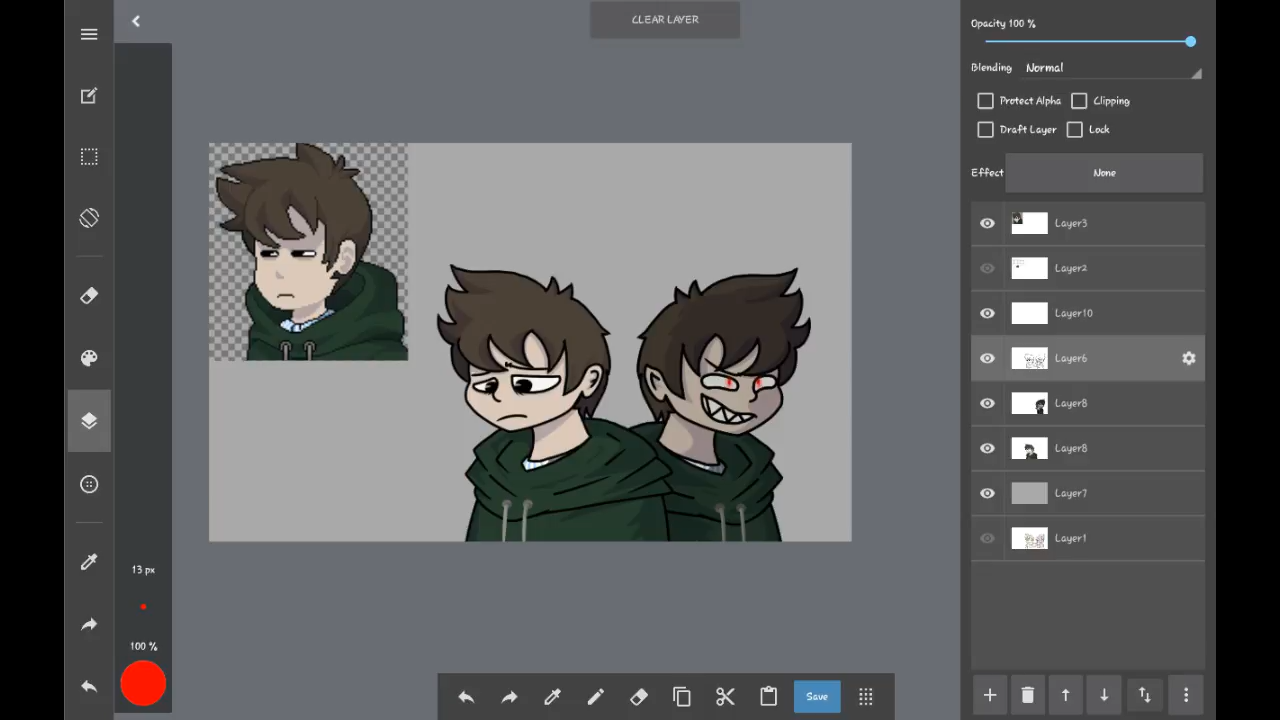 CLEAR LAYER
Opacity 100 %
Blending Normal
Protect Alpha Clipping
Draft Layer Lock
Effect None
Layer3
Layer2
Layer10
Layer6
Layer8
Layer8
Layer7
Layer1
13 px
100 %
Save